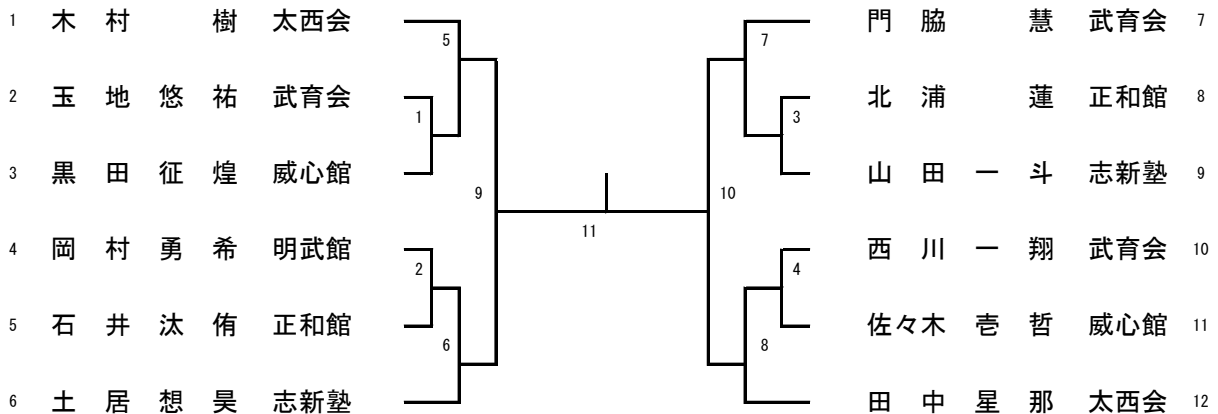 1 木村 樹 太西会
5
2 玉地悠祐 武育会
1
3 黒田征煌 威心館
9
4 岡村勇希 明武館
2
5 石井汰侑 正和館
6
6 土居想昊 志新塾
11
門脇 慧 武育会 7
7
北浦 蓮 正和館 8
3
山田一斗 志新塾 9
10
西川一翔 武育会 10
4
佐々木壱哲 威心館 11
8
田中星那 太西会 12